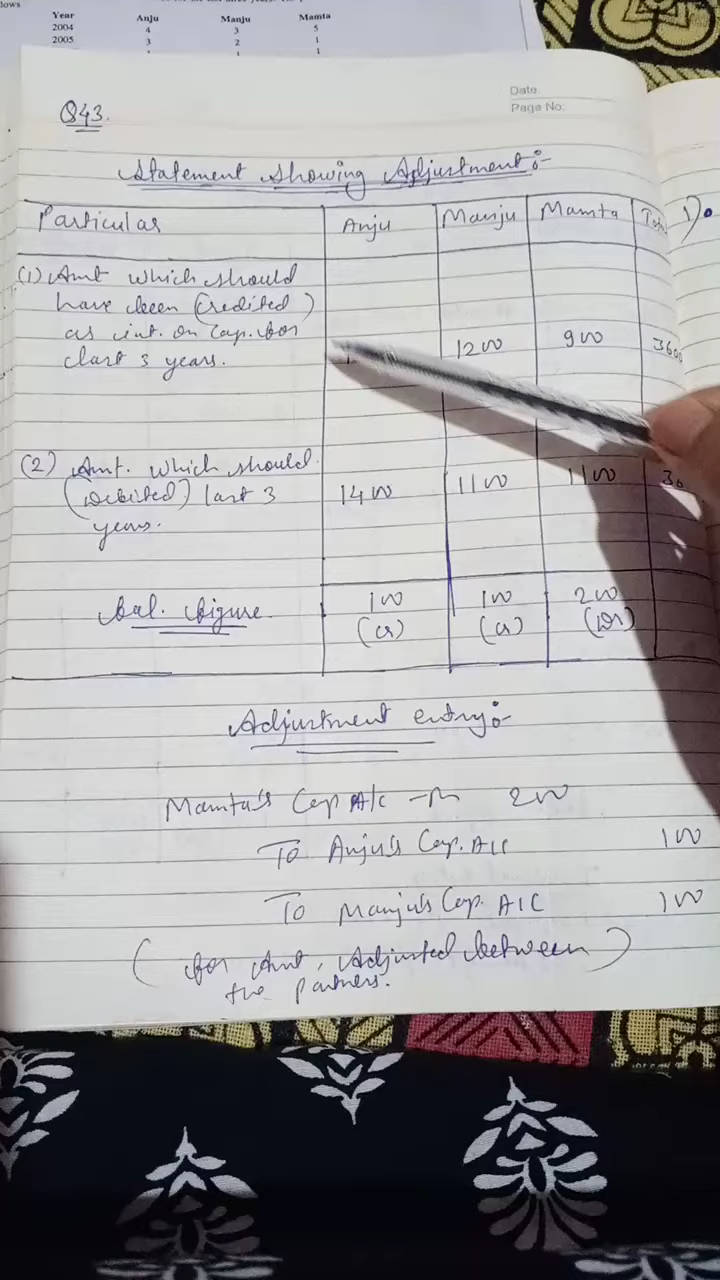 Year Anju Manju Mamta
2004 4 3 5
2005 3 2 1
1 1
Date.
Page No:
Q43.
Statement Showing Adjustment:-
Particular Anju Manju Mamta
(1) Amt which should
have been (credited)
as int. on Cap. for
last 3 years. 1200 900 3600
(2) Amt. which should
(Debited) last 3 1400 1100 1100
years.
Bal. figure 100 100 200
(Cr) (Cr) (Dr)
Adjustment entry:-
Mamta's Cap A/c -Dr 200
To Anju's Cap. A/c 100
To Manju's Cap. A/C 100
(for Amt, Adjusted between)
the partners.